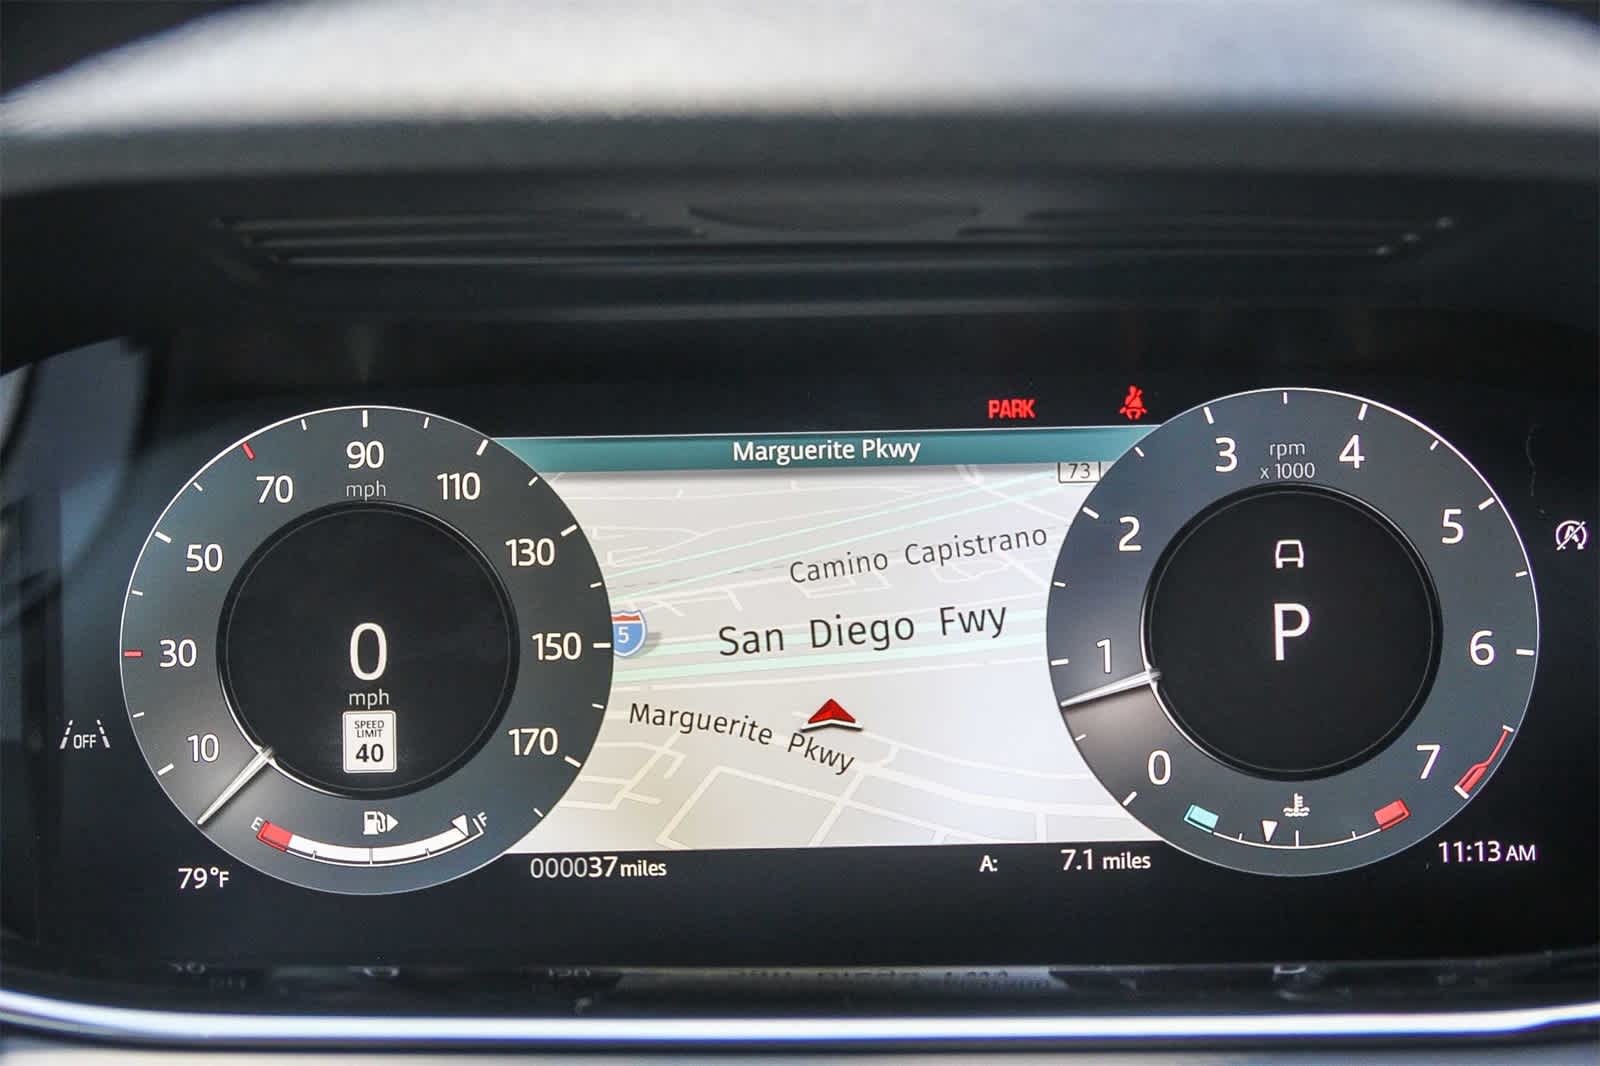 PARK
Marguerite Pkwy
73
Camino Capistrano
San Diego Fwy
5
Marguerite Pkwy
10
30
50
70
90
110
130
150
170
mph
0
mph
SPEED
LIMIT
40
E
F
0
1
2
3
4
5
6
7
rpm
x 1000
P
A
OFF
79°F
000037 miles
A:
7.1 miles
11:13 AM